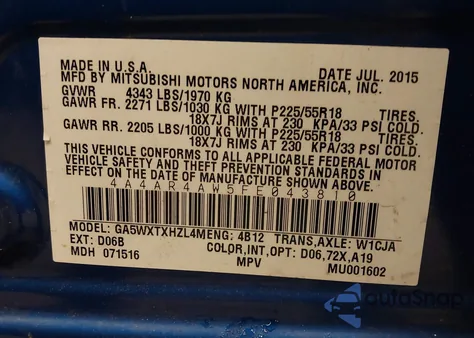 MADE IN U.S.A. DATE JUL. 2015
MFD BY MITSUBISHI MOTORS NORTH AMERICA, INC.
GVWR 4343 LBS/1970 KG
GAWR FR. 2271 LBS/1030 KG WITH P225/55R18 TIRES.
18X7J RIMS AT 230 KPA/33 PSI COLD.
GAWR RR. 2205 LBS/1000 KG WITH P225/55R18 TIRES.
18X7J RIMS AT 230 KPA/33 PSI COLD.
THIS VEHICLE CONFORMS TO ALL APPLICABLE FEDERAL MOTOR
VEHICLE SAFETY AND THEFT PREVENTION STANDARDS IN
EFFECT ON THE DATE OF MANUFACTURE SHOWN ABOVE.
4A4AR4AW5FE043810
MODEL: GA5WXTXHZL4MENG: 4B12 TRANS,AXLE: W1CJA
EXT: D06B COLOR,INT,OPT: D06,72X,A19
MDH 071516 MPV MU001602
autoSnap